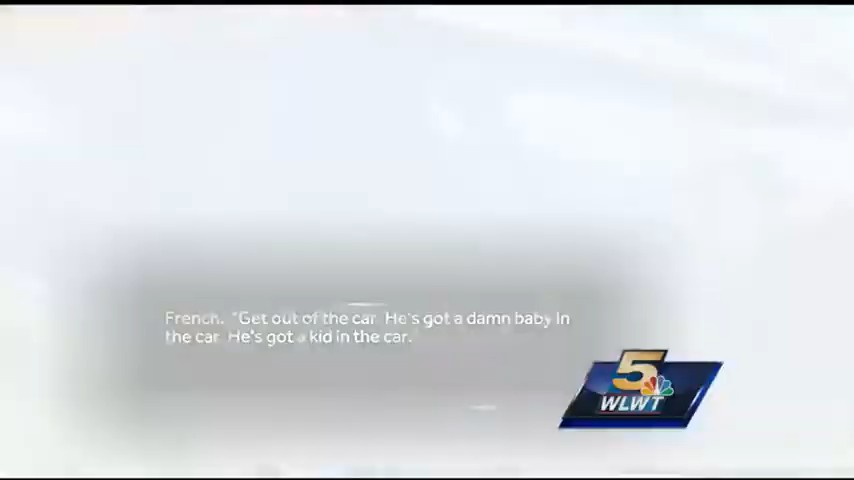 French. "Get out of the car. He's got a damn baby in
the car. He's got a kid in the car.
5
WLWT